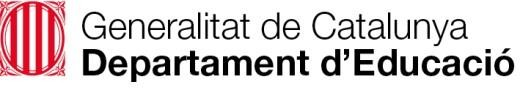 Generalitat de Catalunya
Departament d’Educació